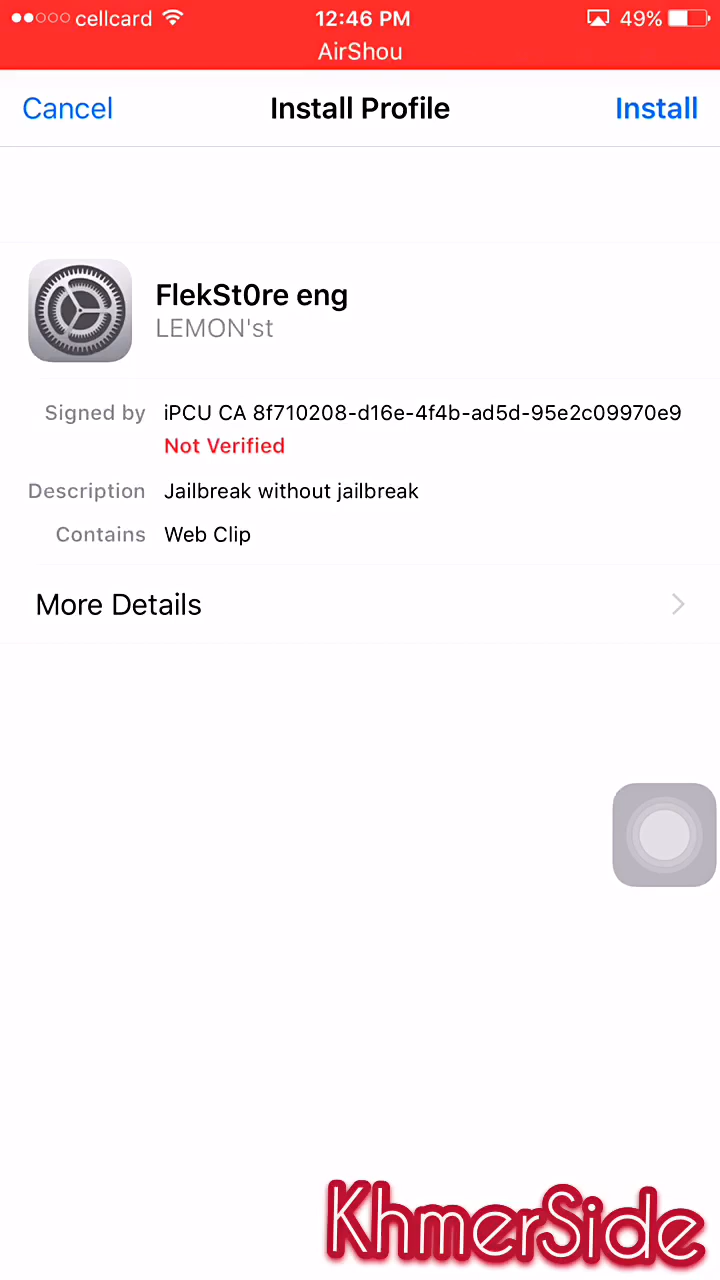 cellcard 12:46 PM 49%
AirShou
Cancel Install Profile Install
FlekSt0re eng
LEMON'st
Signed by iPCU CA 8f710208-d16e-4f4b-ad5d-95e2c09970e9
Not Verified
Description Jailbreak without jailbreak
Contains Web Clip
More Details
KhmerSide